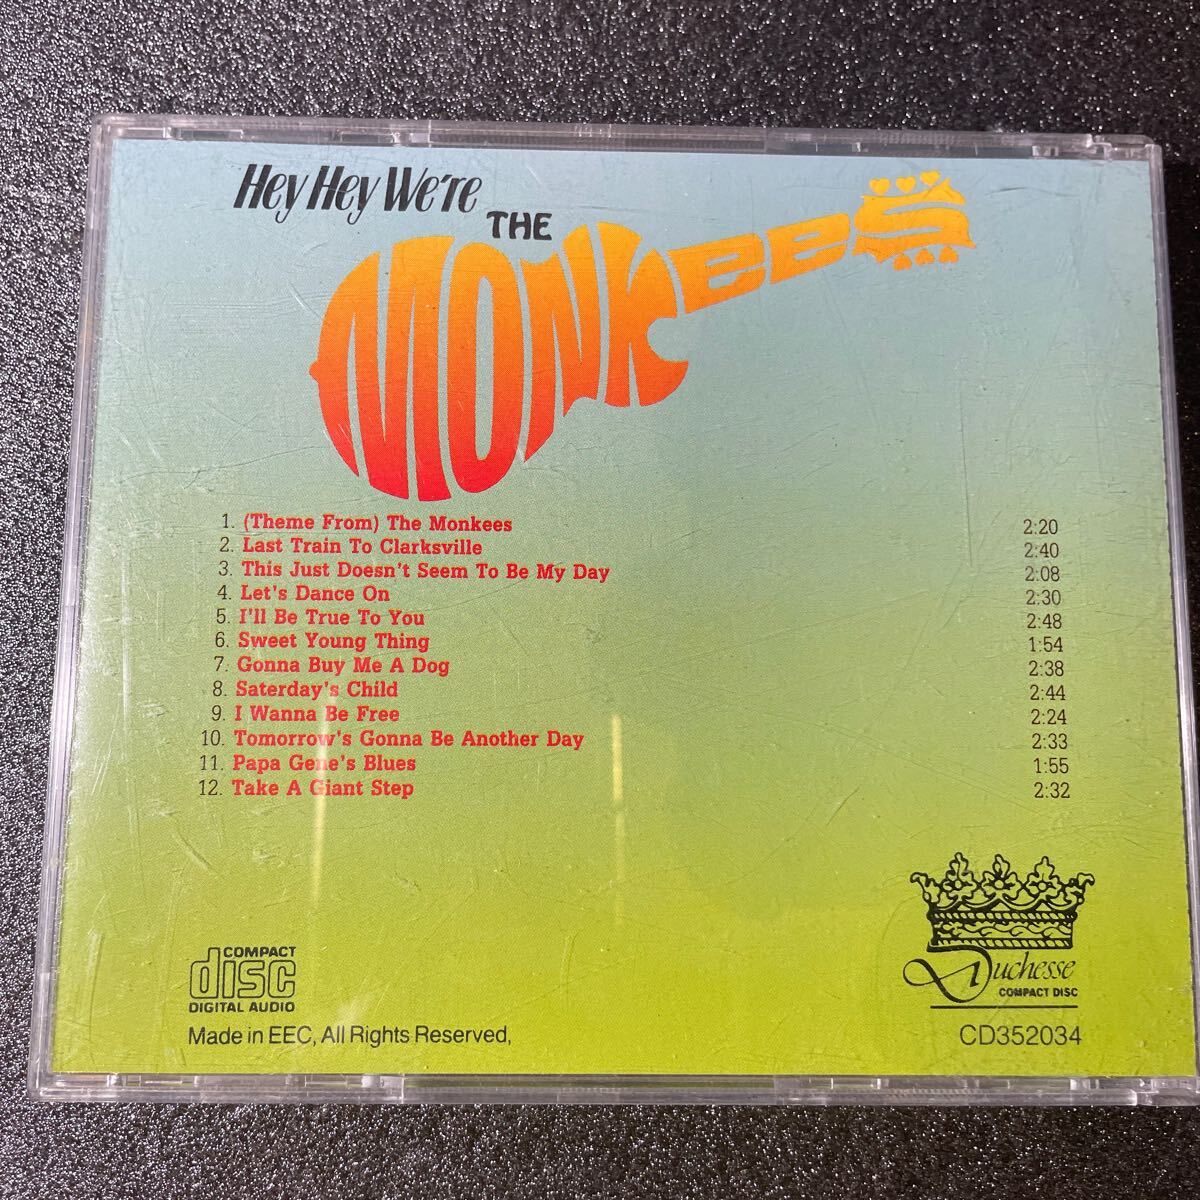 Hey Hey We're
THE
MONKEES
1. (Theme From) The Monkees 2:20
2. Last Train To Clarksville 2:40
3. This Just Doesn't Seem To Be My Day 2:08
4. Let's Dance On 2:30
5. I'll Be True To You 2:48
6. Sweet Young Thing 1:54
7. Gonna Buy Me A Dog 2:38
8. Saterday's Child 2:44
9. I Wanna Be Free 2:24
10. Tomorrow's Gonna Be Another Day 2:33
11. Papa Gene's Blues 1:55
12. Take A Giant Step 2:32
COMPACT
disc
DIGITAL AUDIO
Duchesse
COMPACT DISC
Made in EEC, All Rights Reserved,
CD352034